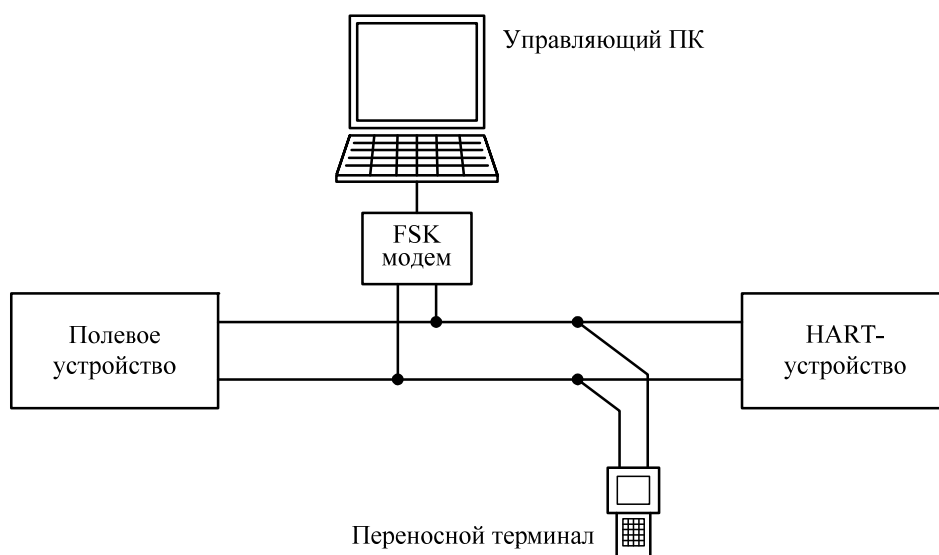 Управляющий ПК
FSK
модем
Полевое
устройство
HART-
устройство
Переносной терминал